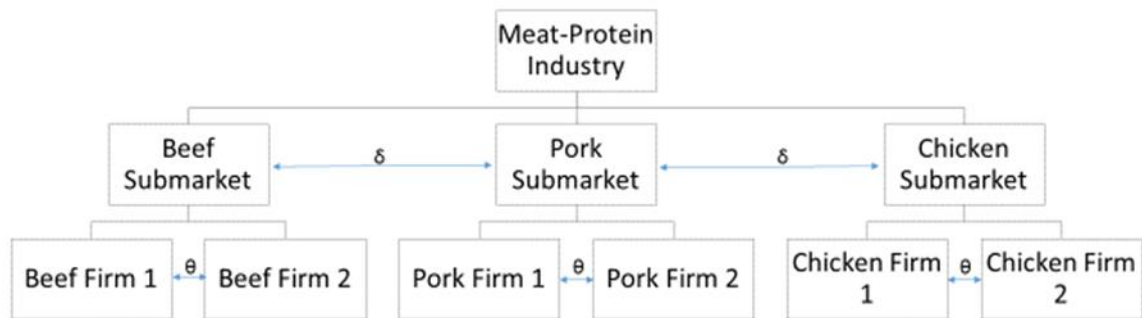 Meat-Protein
Industry
Beef
Submarket
δ
Pork
Submarket
δ
Chicken
Submarket
Beef Firm 1
θ
Beef Firm 2
Pork Firm 1
θ
Pork Firm 2
Chicken Firm
1
θ
Chicken Firm
2